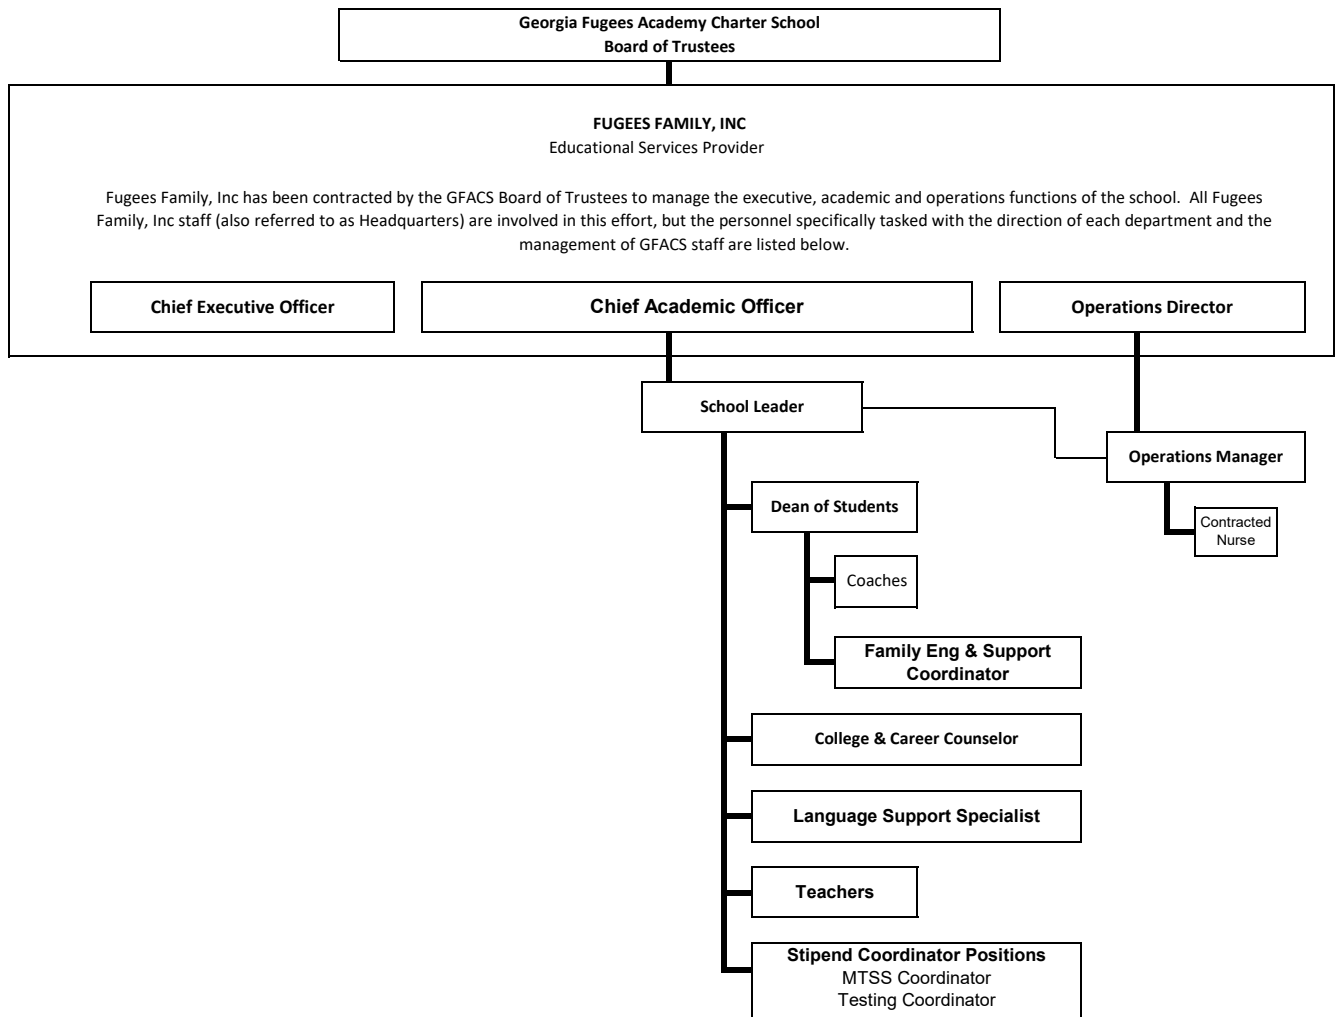 Georgia Fugees Academy Charter School
Board of Trustees
FUGEES FAMILY, INC
Educational Services Provider
Fugees Family, Inc has been contracted by the GFACS Board of Trustees to manage the executive, academic and operations functions of the school.  All Fugees
Family, Inc staff (also referred to as Headquarters) are involved in this effort, but the personnel specifically tasked with the direction of each department and the
management of GFACS staff are listed below.
Chief Executive Officer
Chief Academic Officer
Operations Director
School Leader
Operations Manager
Dean of Students
Contracted
Nurse
Coaches
Family Eng & Support
Coordinator
College & Career Counselor
Language Support Specialist
Teachers
Stipend Coordinator Positions
MTSS Coordinator
Testing Coordinator